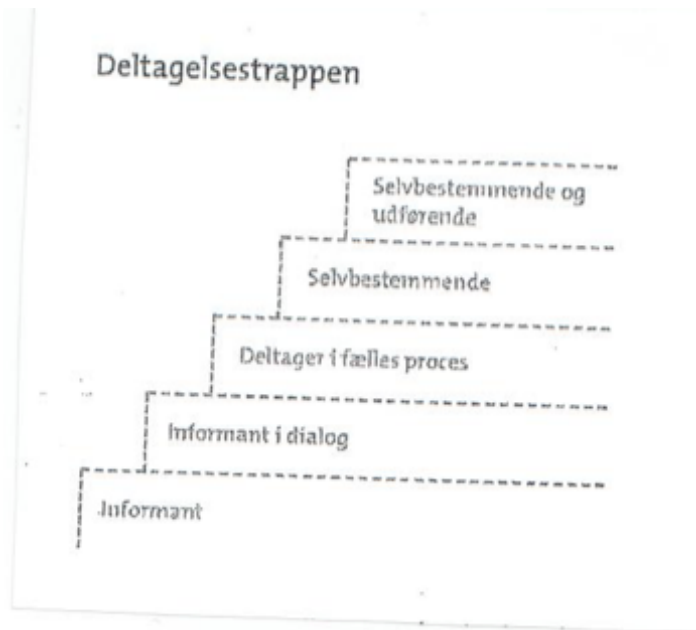 Deltagelsestrappen
Selvbestemmende og
udførende
Selvbestemmende
Deltager i fælles proces
Informant i dialog
Informant